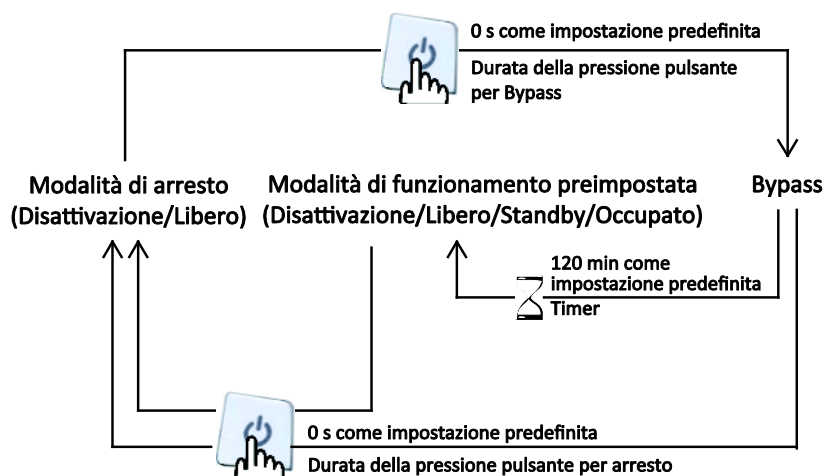 0 s come impostazione predefinita
Durata della pressione pulsante
per Bypass
Modalità di arresto
(Disattivazione/Libero)
Modalità di funzionamento preimpostata
(Disattivazione/Libero/Standby/Occupato)
Bypass
120 min come
impostazione predefinita
Timer
0 s come impostazione predefinita
Durata della pressione pulsante per arresto